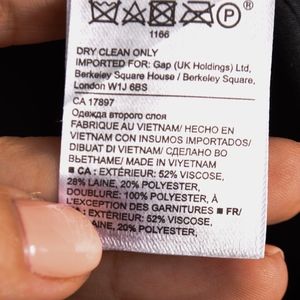 1166
DRY CLEAN ONLY
IMPORTED FOR: Gap (UK Holdings) Ltd,
Berkeley Square House / Berkeley Square,
London W1J 6BS
CA 17897
Одежда второго слоя
FABRIQUE AU VIETNAM/ HECHO EN
VIETNAM CON INSUMOS IMPORTADOS/
DIBUAT DI VIETNAM/ СДЕЛАНО ВО
ВЬЕТНАМЕ/ MADE IN VIYETNAM
■ CA : EXTÉRIEUR: 52% VISCOSE,
28% LAINE, 20% POLYESTER,
DOUBLURE: 100% POLYESTER, À
L'EXCEPTION DES GARNITURES ■ FR/
CA : EXTÉRIEUR: 52% VISCOSE,
LAINE, 20% POLYESTER,